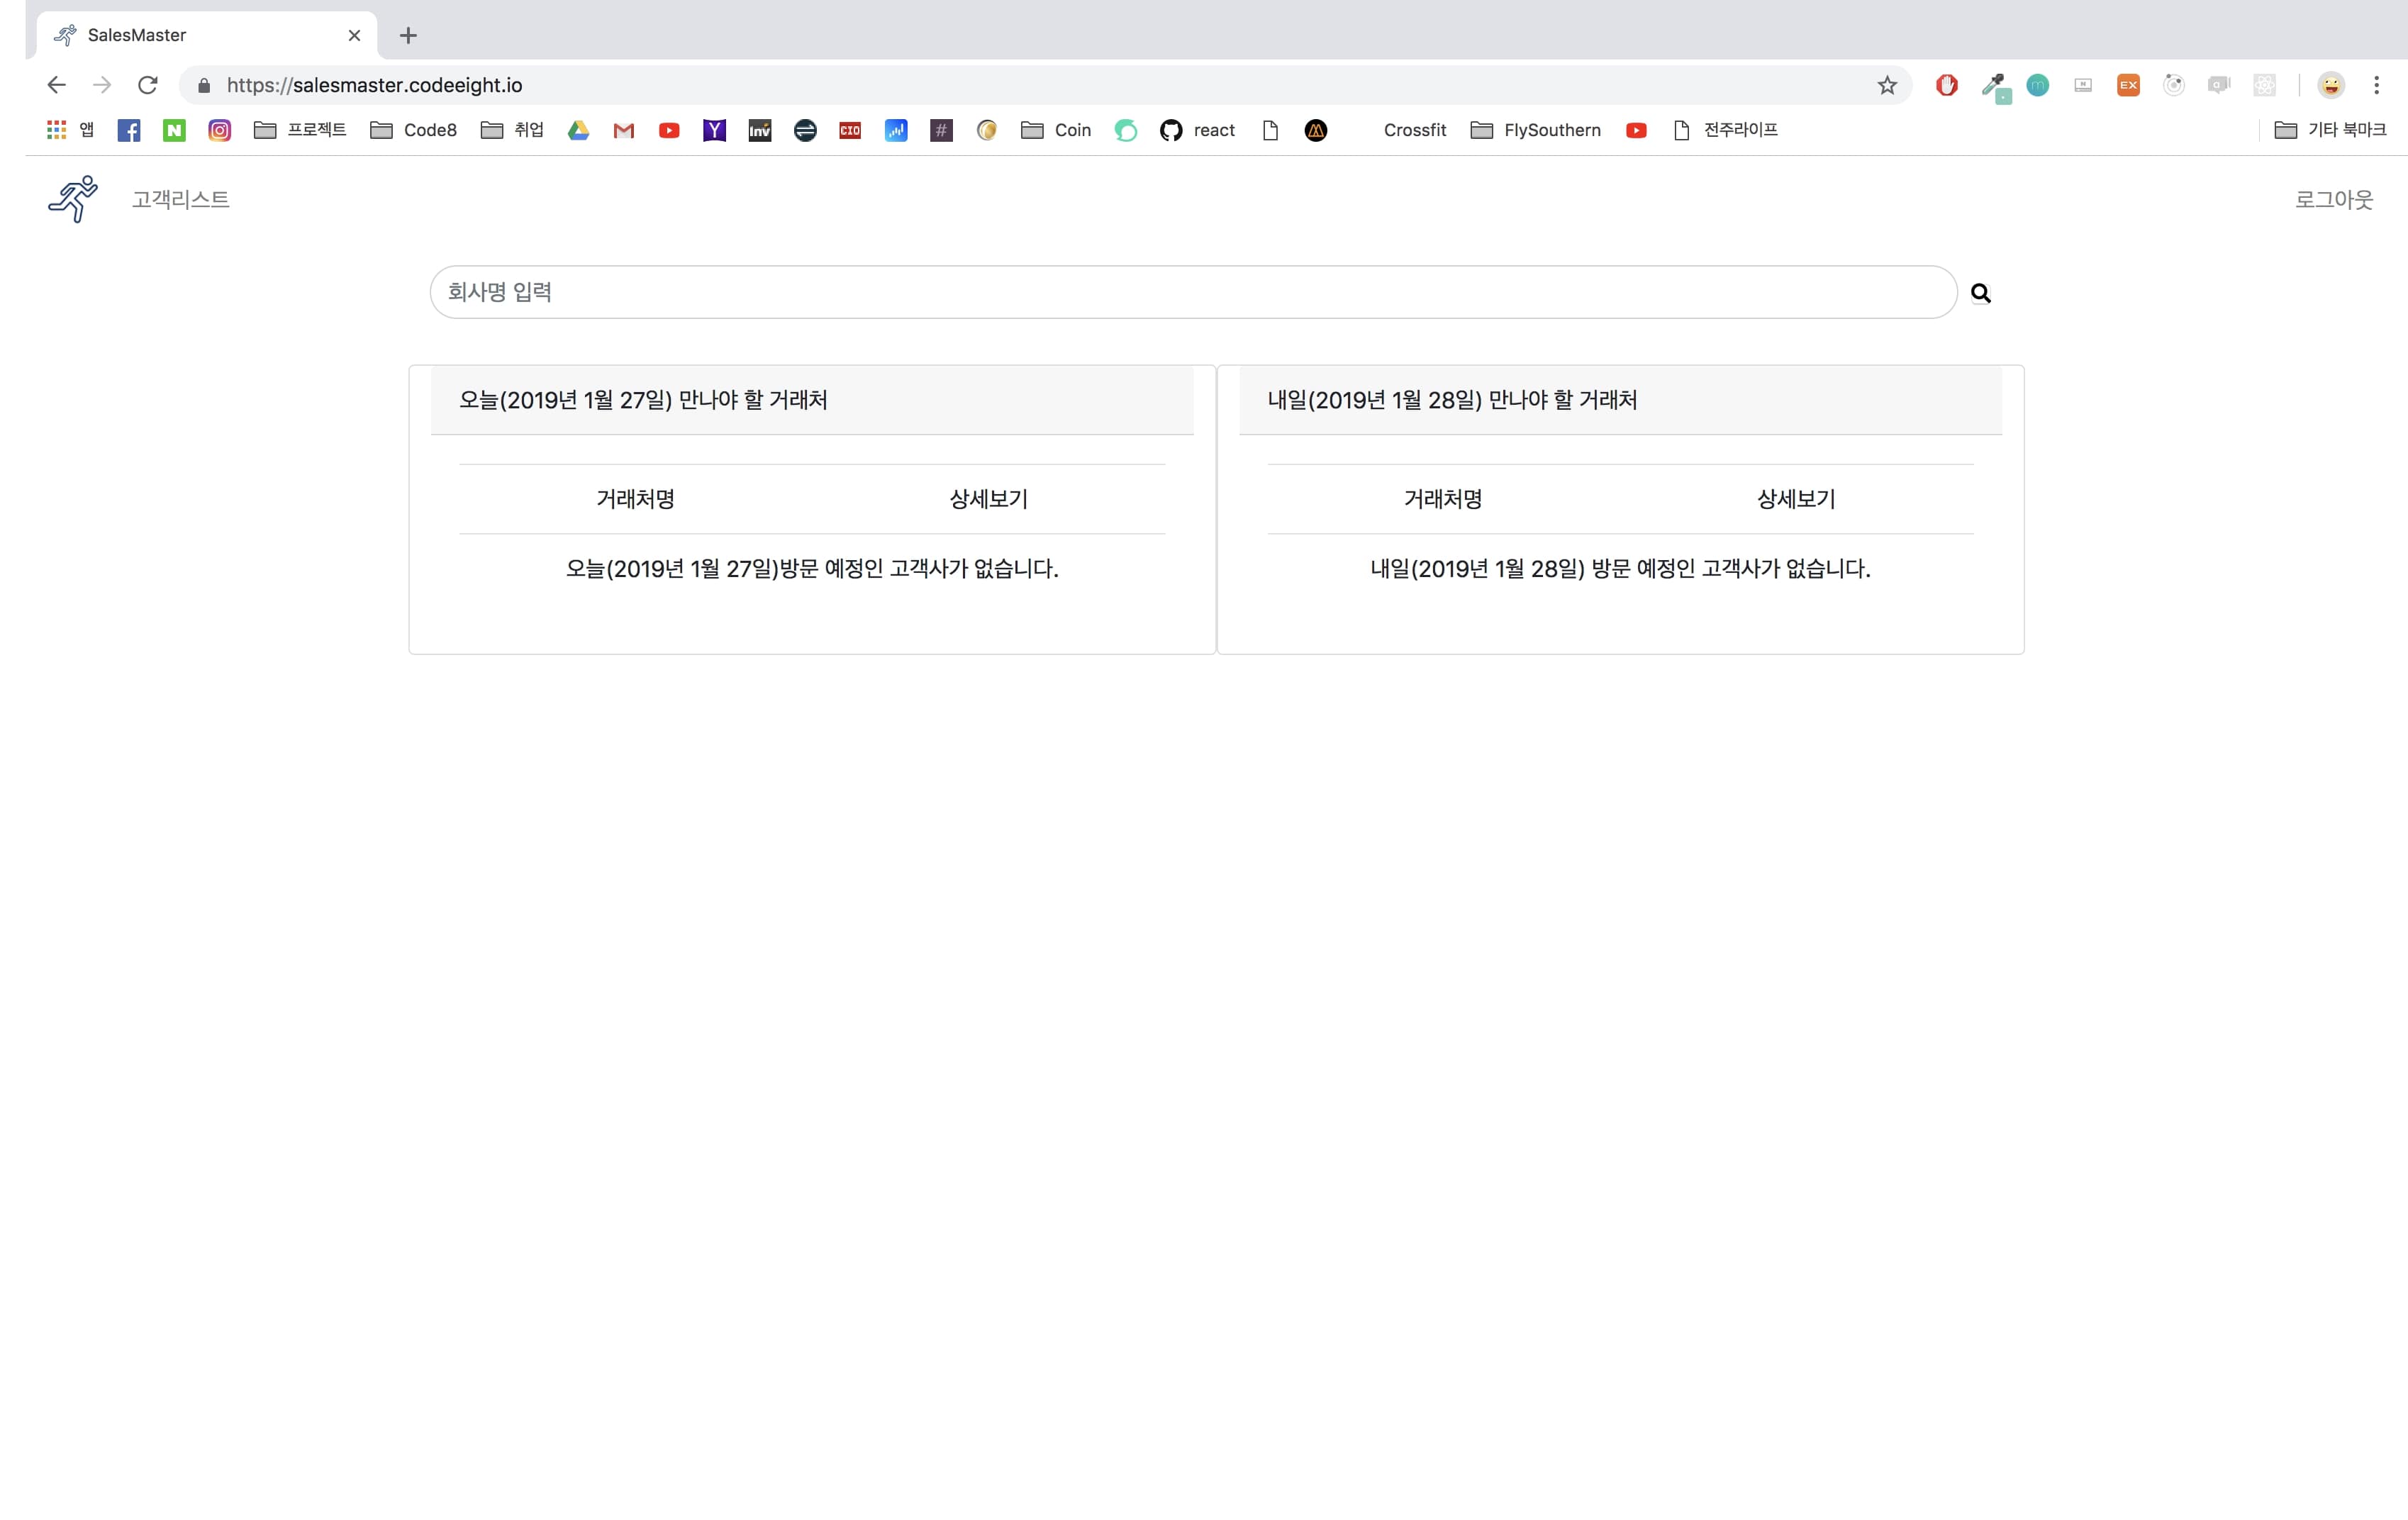 SalesMaster
https://salesmaster.codeeight.io
앱 프로젝트 Code8 취업 Coin react Crossfit FlySouthern 전주라이프 기타 북마크
고객리스트 로그아웃
회사명 입력
오늘(2019년 1월 27일) 만나야 할 거래처
거래처명 상세보기
오늘(2019년 1월 27일)방문 예정인 고객사가 없습니다.
내일(2019년 1월 28일) 만나야 할 거래처
거래처명 상세보기
내일(2019년 1월 28일) 방문 예정인 고객사가 없습니다.